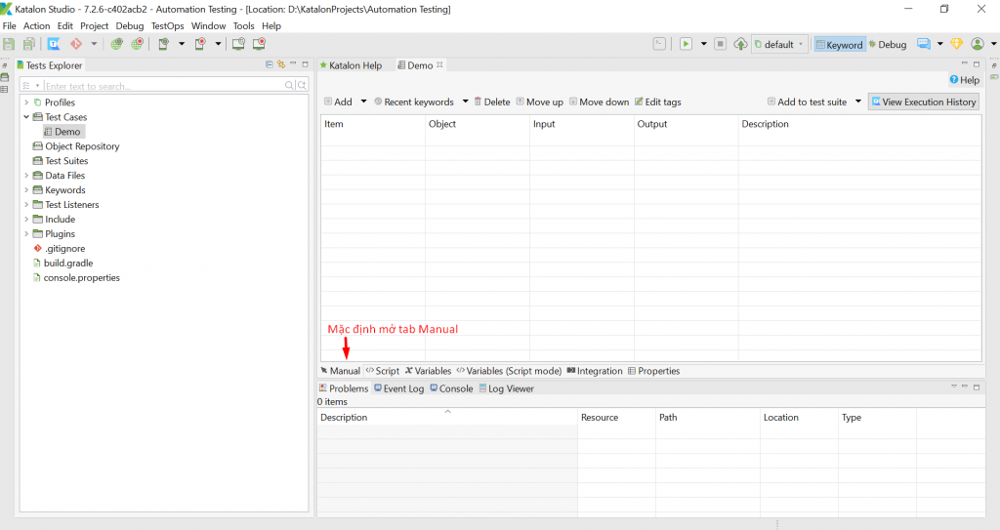 Katalon Studio - 7.2.6-c402acb2 - Automation Testing - [Location: D:\KatalonProjects\Automation Testing]
File Action Edit Project Debug TestOps Window Tools Help
default Keyword Debug
Tests Explorer
Enter text to search...
Profiles
Test Cases
Demo
Object Repository
Test Suites
Data Files
Keywords
Test Listeners
Include
Plugins
.gitignore
build.gradle
console.properties
Katalon Help Demo
Help
Add Recent keywords Delete Move up Move down Edit tags Add to test suite View Execution History
Item Object Input Output Description
Mặc định mở tab Manual
Manual Script Variables Variables (Script mode) Integration Properties
Problems Event Log Console Log Viewer
0 items
Description Resource Path Location Type